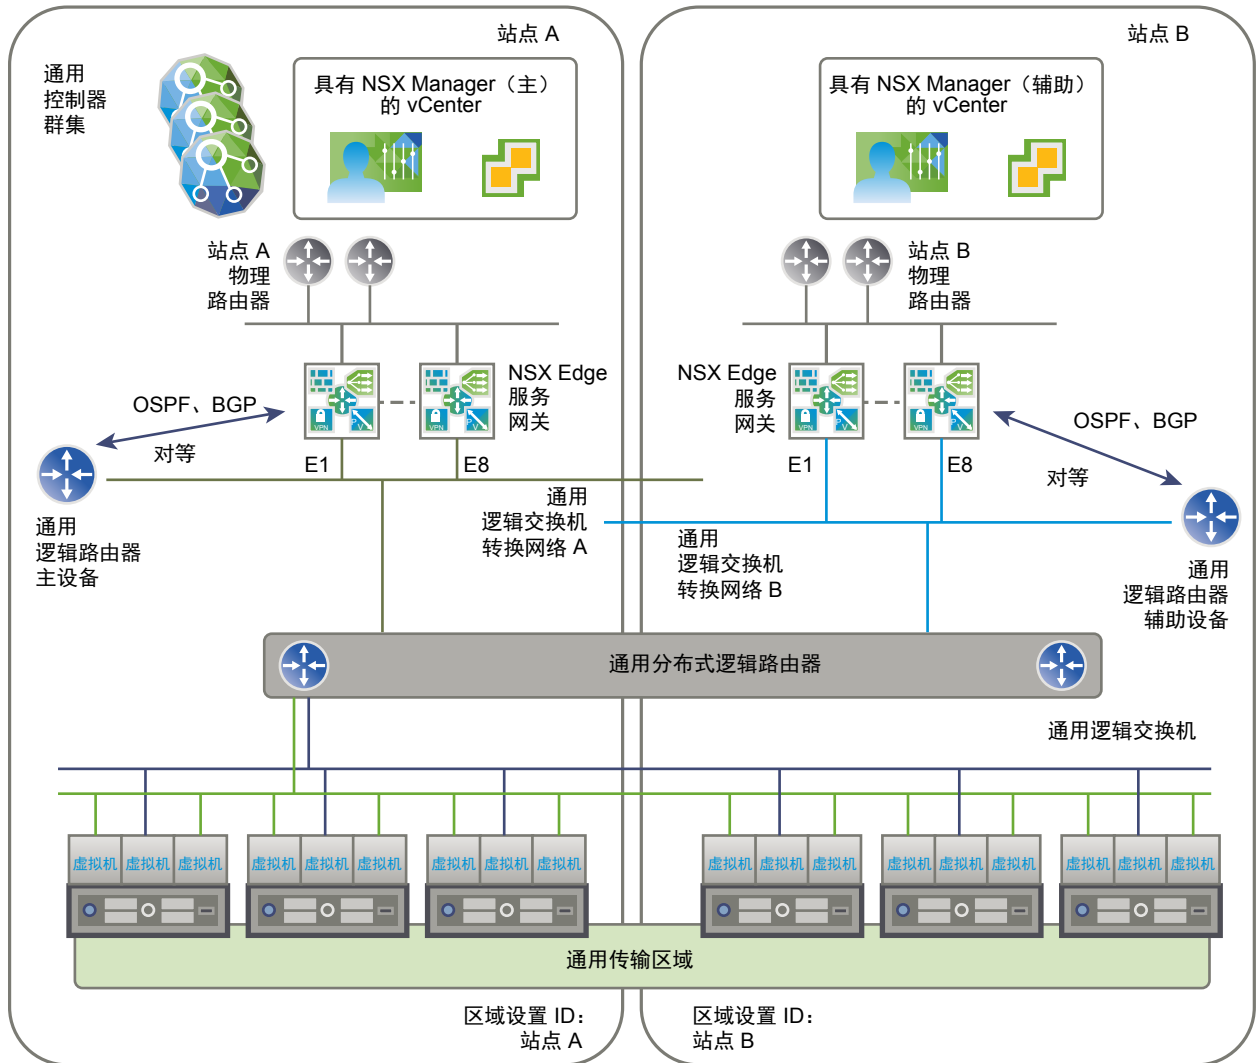 站点 A
站点 B
通用
控制器
群集
具有 NSX Manager（主）
的 vCenter
具有 NSX Manager（辅助）
的 vCenter
站点 A
物理
路由器
站点 B
物理
路由器
NSX Edge
服务
网关
NSX Edge
服务
网关
VPN
P
V
VPN
P
V
VPN
P
V
VPN
P
V
OSPF、BGP
对等
OSPF、BGP
对等
E1
E8
E1
E8
通用
逻辑路由器
主设备
通用
逻辑交换机
转换网络 A
通用
逻辑交换机
转换网络 B
通用
逻辑路由器
辅助设备
通用分布式逻辑路由器
通用逻辑交换机
虚拟机 虚拟机 虚拟机 虚拟机 虚拟机 虚拟机 虚拟机 虚拟机 虚拟机 虚拟机 虚拟机 虚拟机 虚拟机 虚拟机 虚拟机 虚拟机 虚拟机 虚拟机
通用传输区域
区域设置 ID：
站点 A
区域设置 ID：
站点 B